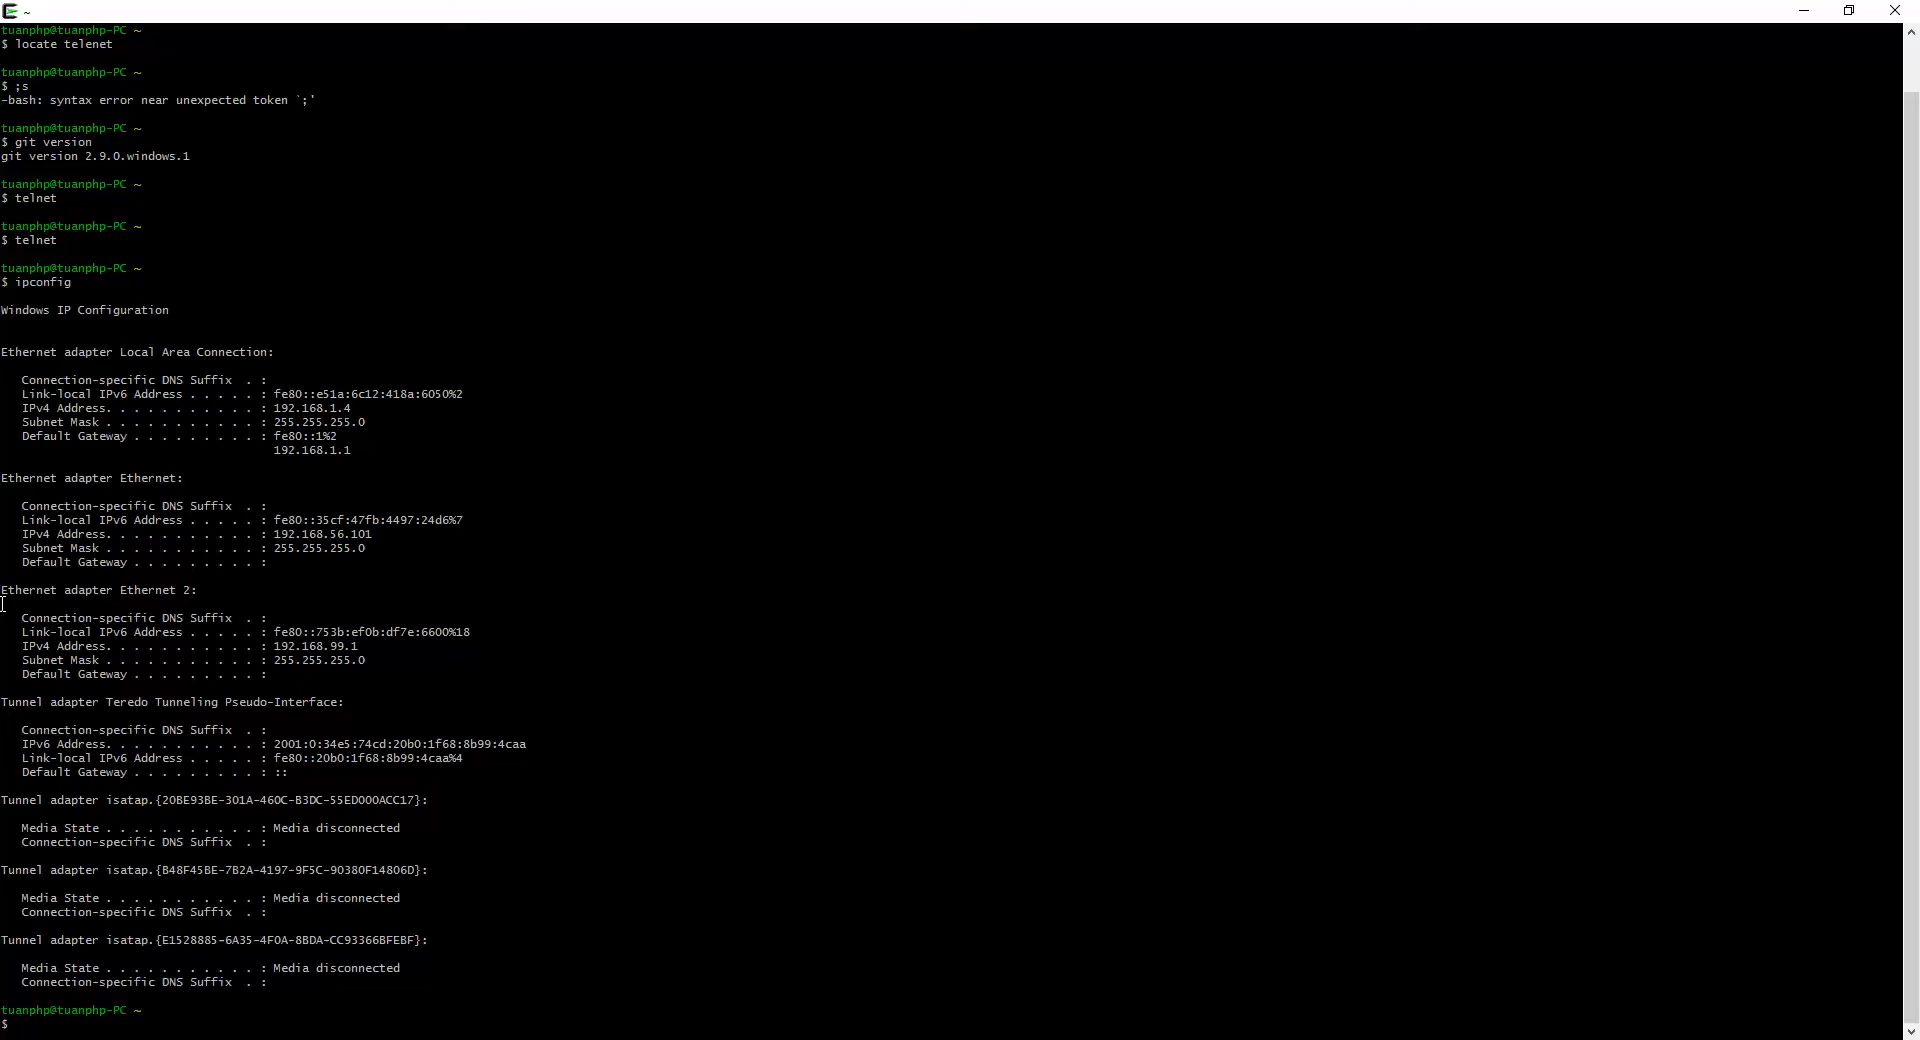 ~
tuanphp@tuanphp-PC ~
$ locate telenet
tuanphp@tuanphp-PC ~
$ ;s
-bash: syntax error near unexpected token `;'
tuanphp@tuanphp-PC ~
$ git version
git version 2.9.0.windows.1
tuanphp@tuanphp-PC ~
$ telnet
tuanphp@tuanphp-PC ~
$ telnet
tuanphp@tuanphp-PC ~
$ ipconfig
Windows IP Configuration
Ethernet adapter Local Area Connection:
Connection-specific DNS Suffix  . :
Link-local IPv6 Address . . . . . : fe80::e51a:6c12:418a:6050%2
IPv4 Address. . . . . . . . . . . : 192.168.1.4
Subnet Mask . . . . . . . . . . . : 255.255.255.0
Default Gateway . . . . . . . . . : fe80::1%2
192.168.1.1
Ethernet adapter Ethernet:
Connection-specific DNS Suffix  . :
Link-local IPv6 Address . . . . . : fe80::35cf:47fb:4497:24d6%7
IPv4 Address. . . . . . . . . . . : 192.168.56.101
Subnet Mask . . . . . . . . . . . : 255.255.255.0
Default Gateway . . . . . . . . . :
Ethernet adapter Ethernet 2:
Connection-specific DNS Suffix  . :
Link-local IPv6 Address . . . . . : fe80::753b:ef0b:df7e:6600%18
IPv4 Address. . . . . . . . . . . : 192.168.99.1
Subnet Mask . . . . . . . . . . . : 255.255.255.0
Default Gateway . . . . . . . . . :
Tunnel adapter Teredo Tunneling Pseudo-Interface:
Connection-specific DNS Suffix  . :
IPv6 Address. . . . . . . . . . . : 2001:0:34e5:74cd:20b0:1f68:8b99:4caa
Link-local IPv6 Address . . . . . : fe80::20b0:1f68:8b99:4caa%4
Default Gateway . . . . . . . . . : ::
Tunnel adapter isatap.{20BE93BE-301A-460C-B3DC-55ED000ACC17}:
Media State . . . . . . . . . . . : Media disconnected
Connection-specific DNS Suffix  . :
Tunnel adapter isatap.{B48F45BE-7B2A-4197-9F5C-90380F14806D}:
Media State . . . . . . . . . . . : Media disconnected
Connection-specific DNS Suffix  . :
Tunnel adapter isatap.{E1528885-6A35-4F0A-8BDA-CC93366BFEBF}:
Media State . . . . . . . . . . . : Media disconnected
Connection-specific DNS Suffix  . :
tuanphp@tuanphp-PC ~
$